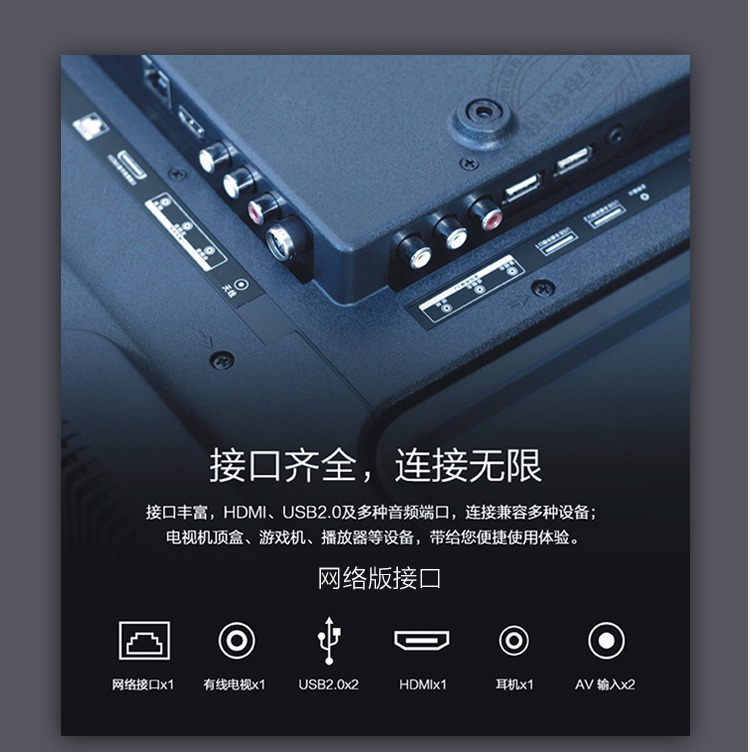 天线
接口齐全，连接无限
接口丰富，HDMI、USB2.0及多种音频端口，连接兼容多种设备；
电视机顶盒、游戏机、播放器等设备，带给您便捷使用体验。
网络版接口
网络接口x1
有线电视x1
USB2.0x2
HDMIx1
耳机x1
AV 输入x2